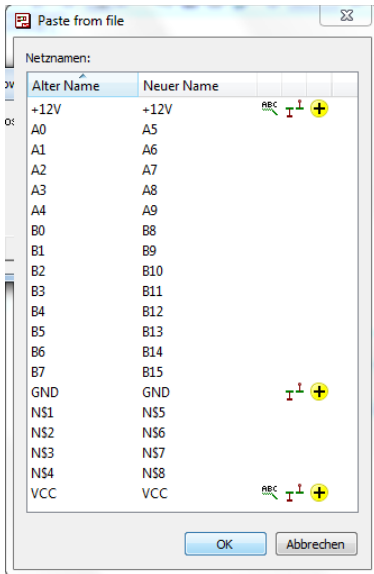 Paste from file
Netznamen:
Alter Name Neuer Name
+12V +12V ABC
A0 A5
A1 A6
A2 A7
A3 A8
A4 A9
B0 B8
B1 B9
B2 B10
B3 B11
B4 B12
B5 B13
B6 B14
B7 B15
GND GND
N$1 N$5
N$2 N$6
N$3 N$7
N$4 N$8
VCC VCC ABC
OK Abbrechen